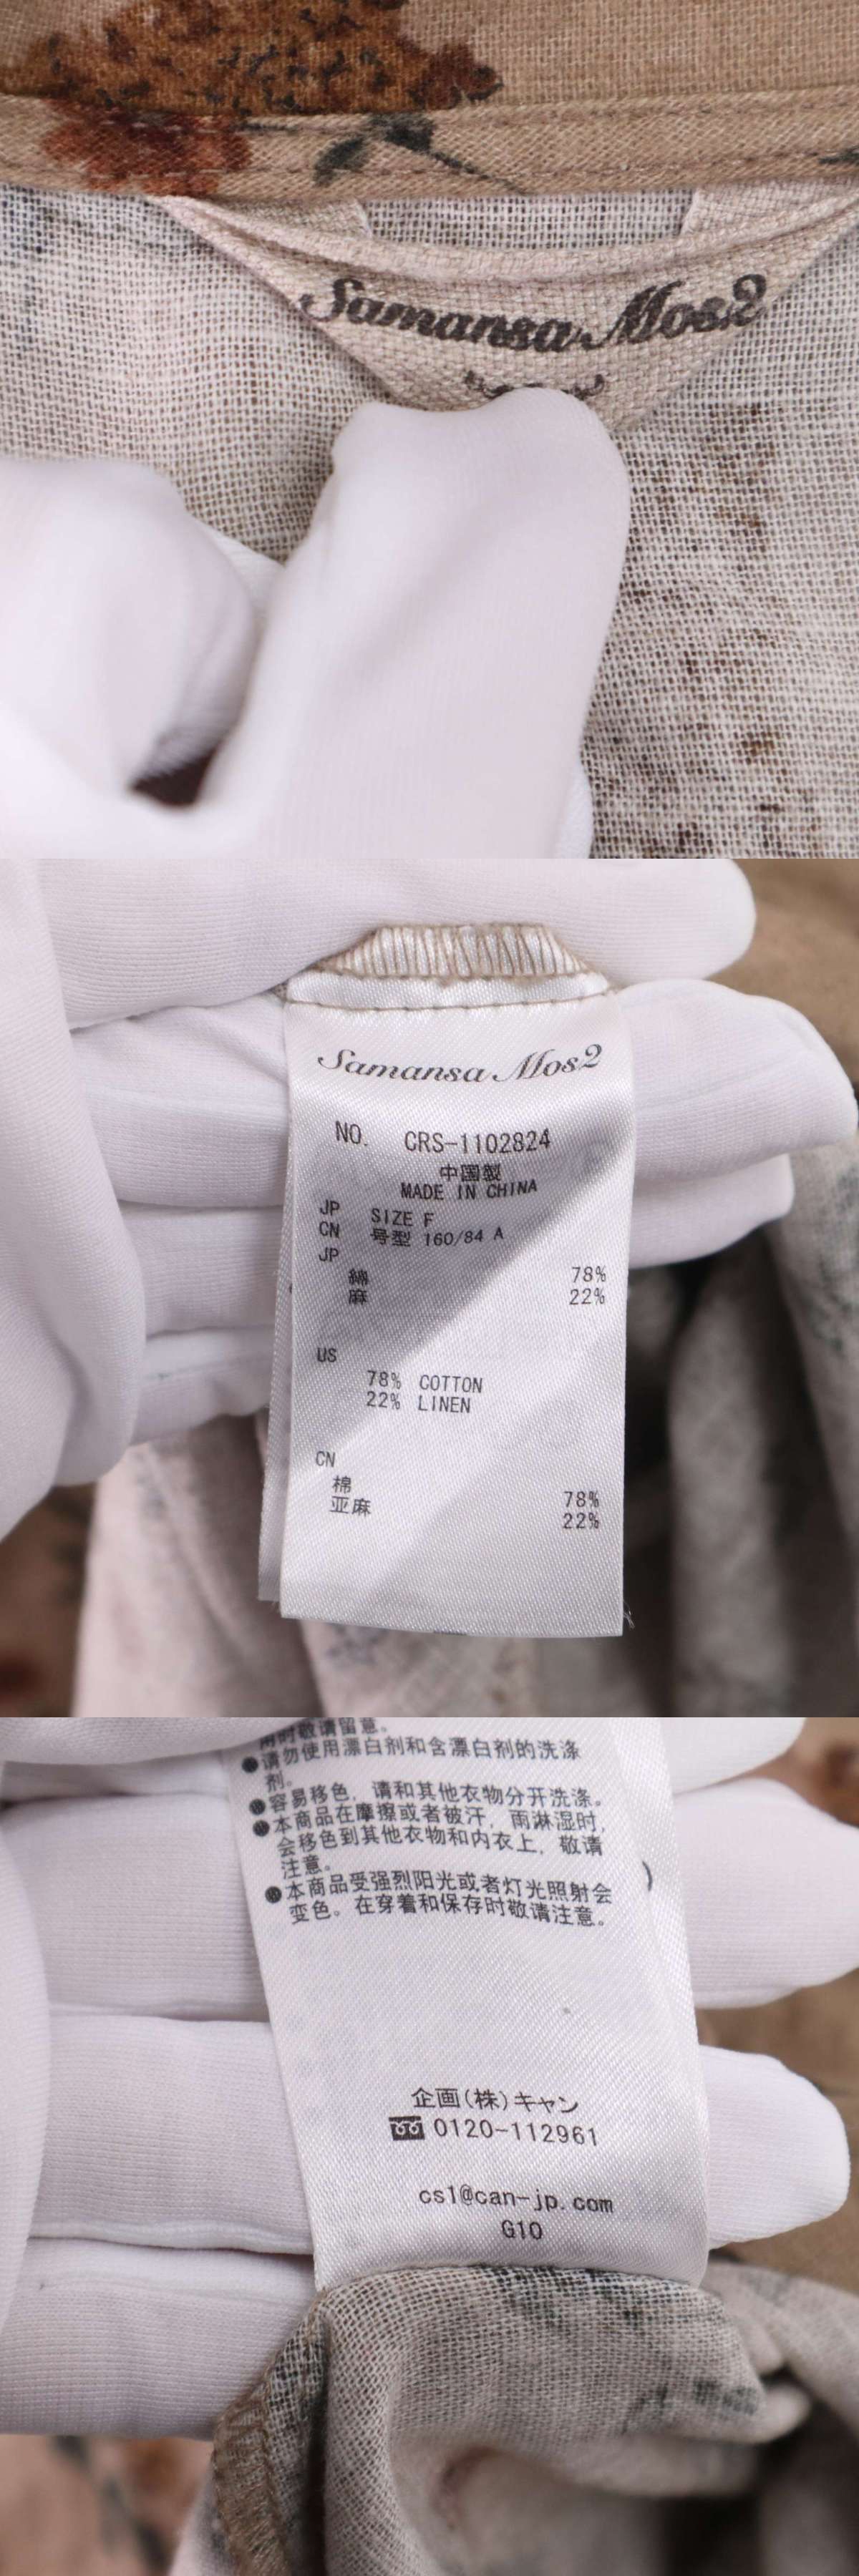 Samansa Mos2
Samansa Mos2
NO. CRS-1102824
中国製
MADE IN CHINA
JP SIZE F
CN 号型 160/84 A
JP
綿 78%
麻 22%
US
78% COTTON
22% LINEN
CN
棉 78%
亚麻 22%
用时敬请留意。
●请勿使用漂白剂和含漂白剂的洗涤
剂。
●容易移色，请和其他衣物分开洗涤。
●本商品在摩擦或者被汗，雨淋湿时，
会移色到其他衣物和内衣上，敬请
注意。
●本商品受强烈阳光或者灯光照射会
变色。在穿着和保存时敬请注意。
企画(株)キャン
0120-112961
cs1@can-jp.com
G10